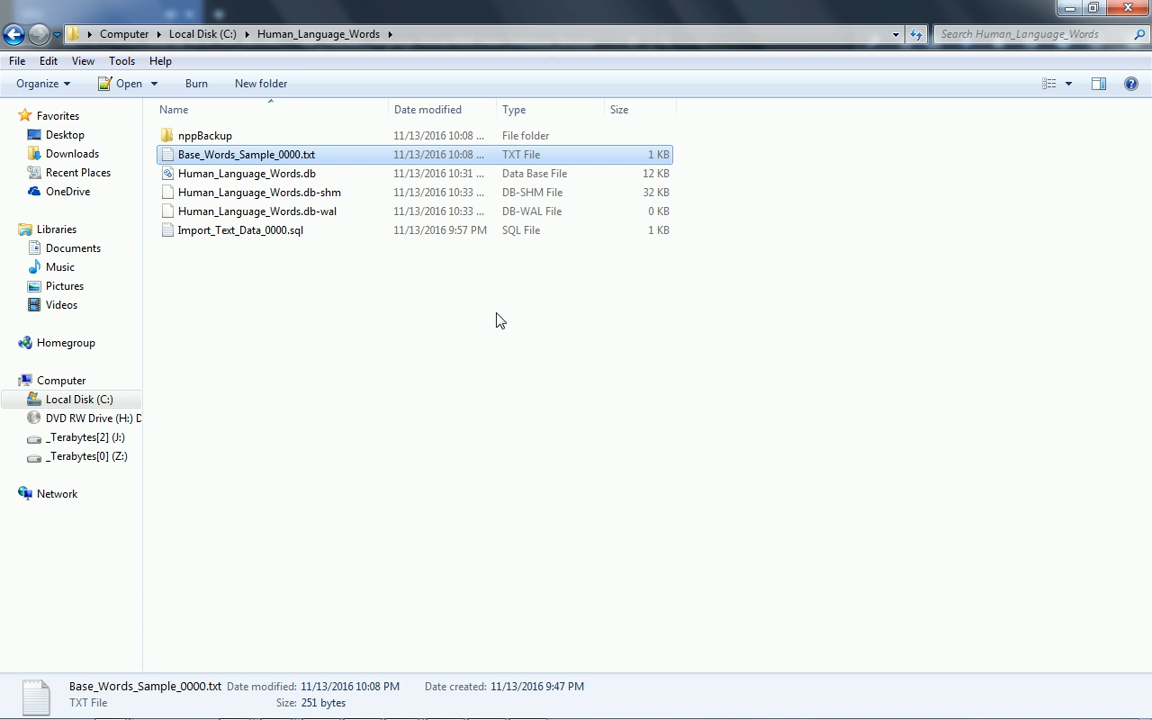 Computer Local Disk (C:) Human_Language_Words Search Human_Language_Words
File Edit View Tools Help
Organize Open Burn New folder
Name Date modified Type Size
nppBackup 11/13/2016 10:08 ... File folder
Base_Words_Sample_0000.txt 11/13/2016 10:08 ... TXT File 1 KB
Human_Language_Words.db 11/13/2016 10:31 ... Data Base File 12 KB
Human_Language_Words.db-shm 11/13/2016 10:33 ... DB-SHM File 32 KB
Human_Language_Words.db-wal 11/13/2016 10:33 ... DB-WAL File 0 KB
Import_Text_Data_0000.sql 11/13/2016 9:57 PM SQL File 1 KB
Favorites
Desktop
Downloads
Recent Places
OneDrive
Libraries
Documents
Music
Pictures
Videos
Homegroup
Computer
Local Disk (C:)
DVD RW Drive (H:) D
_Terabytes[2] (J:)
_Terabytes[0] (Z:)
Network
Base_Words_Sample_0000.txt Date modified: 11/13/2016 10:08 PM Date created: 11/13/2016 9:47 PM
TXT File Size: 251 bytes